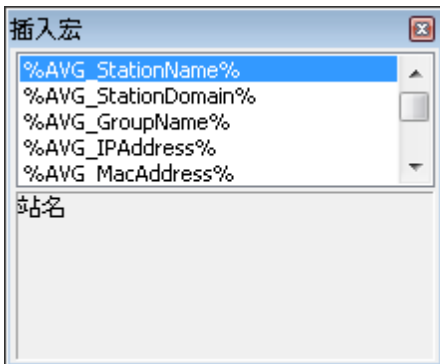 插入宏
%AVG_StationName%
%AVG_StationDomain%
%AVG_GroupName%
%AVG_IPAddress%
%AVG_MacAddress%
站名